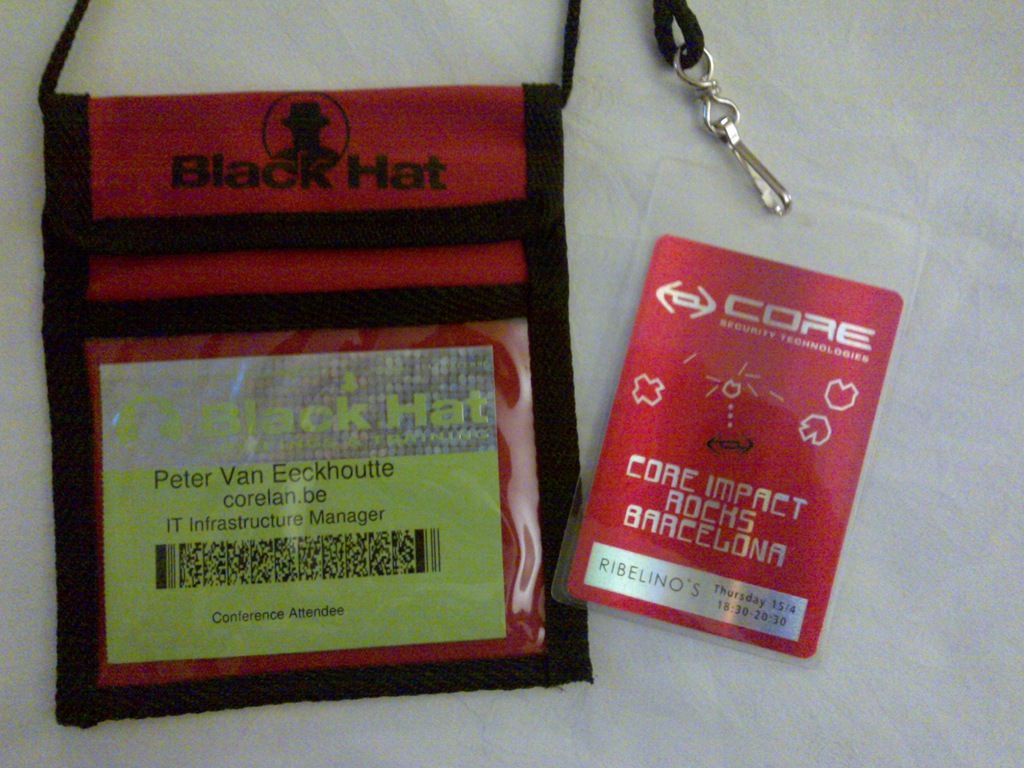 Black Hat
Black Hat
Peter Van Eeckhoutte
corelan.be
IT Infrastructure Manager
Conference Attendee
CORE
SECURITY TECHNOLOGIES
CORE IMPACT
ROCKS
BARCELONA
RIBELINO'S
Thursday 15/4
18:30-20:30